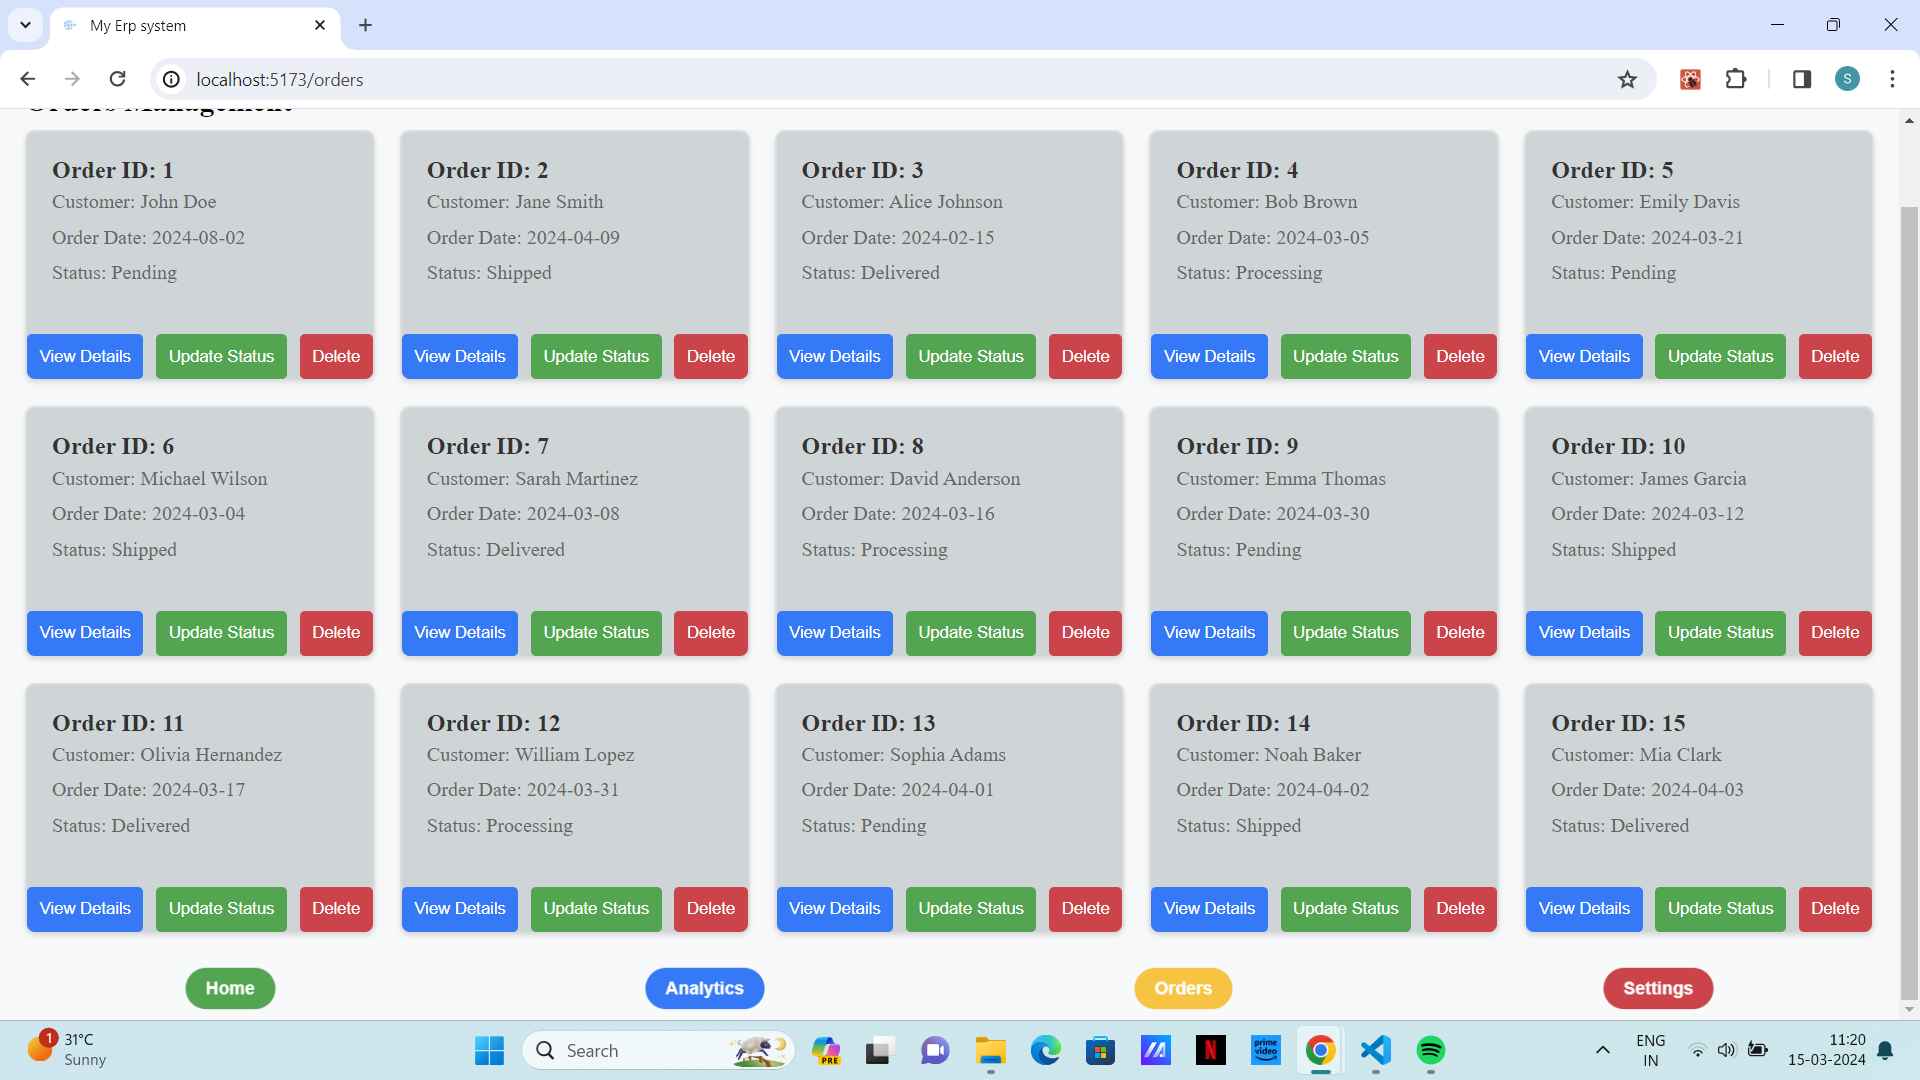 My Erp system
localhost:5173/orders
S
Orders Management
Order ID: 1
Customer: John Doe
Order Date: 2024-08-02
Status: Pending
View Details Update Status Delete
Order ID: 2
Customer: Jane Smith
Order Date: 2024-04-09
Status: Shipped
View Details Update Status Delete
Order ID: 3
Customer: Alice Johnson
Order Date: 2024-02-15
Status: Delivered
View Details Update Status Delete
Order ID: 4
Customer: Bob Brown
Order Date: 2024-03-05
Status: Processing
View Details Update Status Delete
Order ID: 5
Customer: Emily Davis
Order Date: 2024-03-21
Status: Pending
View Details Update Status Delete
Order ID: 6
Customer: Michael Wilson
Order Date: 2024-03-04
Status: Shipped
View Details Update Status Delete
Order ID: 7
Customer: Sarah Martinez
Order Date: 2024-03-08
Status: Delivered
View Details Update Status Delete
Order ID: 8
Customer: David Anderson
Order Date: 2024-03-16
Status: Processing
View Details Update Status Delete
Order ID: 9
Customer: Emma Thomas
Order Date: 2024-03-30
Status: Pending
View Details Update Status Delete
Order ID: 10
Customer: James Garcia
Order Date: 2024-03-12
Status: Shipped
View Details Update Status Delete
Order ID: 11
Customer: Olivia Hernandez
Order Date: 2024-03-17
Status: Delivered
View Details Update Status Delete
Order ID: 12
Customer: William Lopez
Order Date: 2024-03-31
Status: Processing
View Details Update Status Delete
Order ID: 13
Customer: Sophia Adams
Order Date: 2024-04-01
Status: Pending
View Details Update Status Delete
Order ID: 14
Customer: Noah Baker
Order Date: 2024-04-02
Status: Shipped
View Details Update Status Delete
Order ID: 15
Customer: Mia Clark
Order Date: 2024-04-03
Status: Delivered
View Details Update Status Delete
Home Analytics Orders Settings
1
31°C
Sunny
Search
PRE
N
prime video
ENG
IN
11:20
15-03-2024